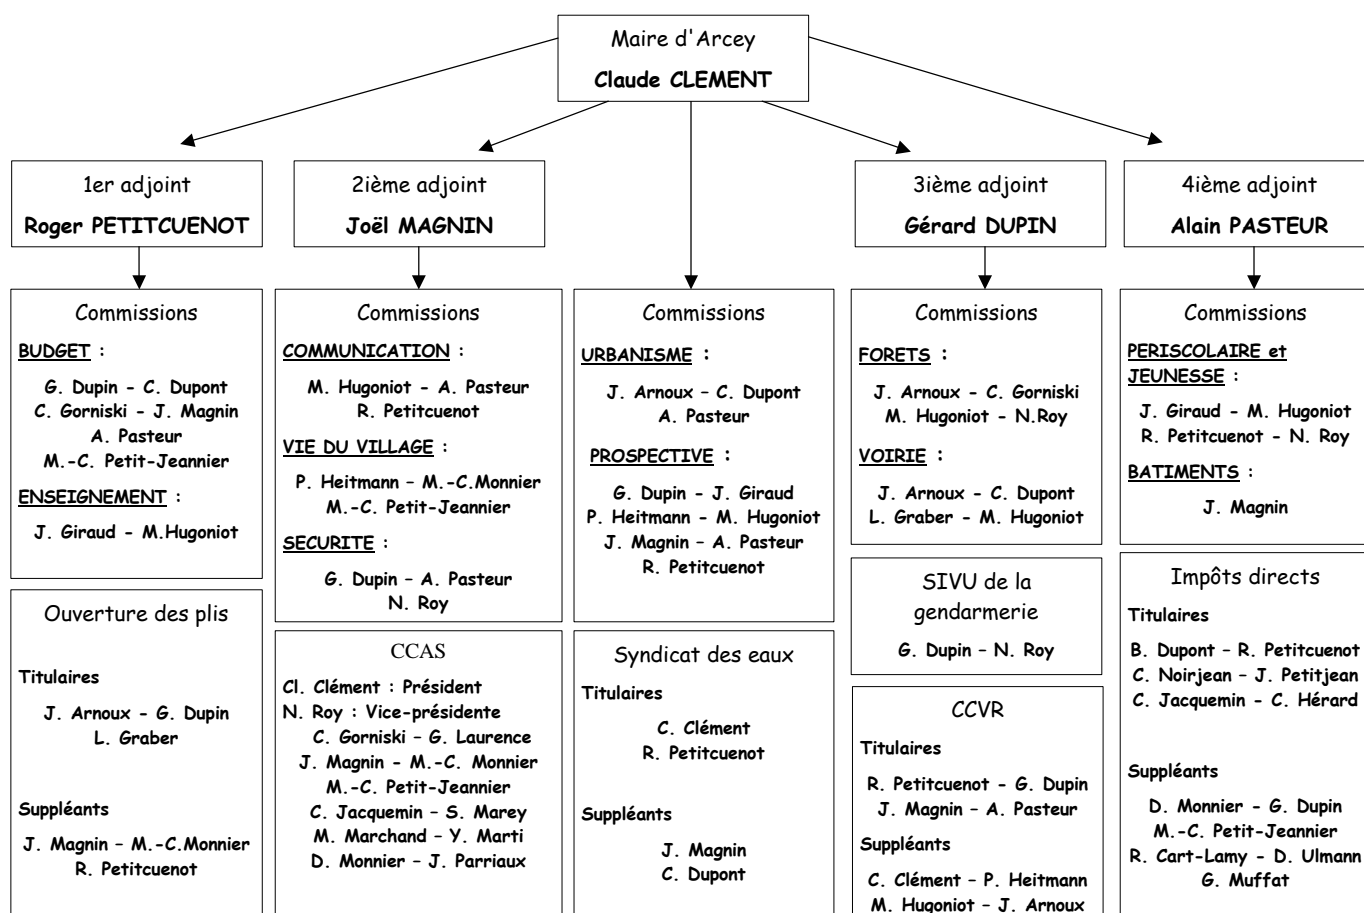 Maire d'Arcey
Claude CLEMENT
1er adjoint
Roger PETITCUENOT
2ième adjoint
Joël MAGNIN
3ième adjoint
Gérard DUPIN
4ième adjoint
Alain PASTEUR
Commissions
BUDGET :
G. Dupin - C. Dupont
C. Gorniski - J. Magnin
A. Pasteur
M.-C. Petit-Jeannier
ENSEIGNEMENT :
J. Giraud - M.Hugoniot
Ouverture des plis
Titulaires
J. Arnoux - G. Dupin
L. Graber
Suppléants
J. Magnin – M.-C.Monnier
R. Petitcuenot
Commissions
COMMUNICATION :
M. Hugoniot - A. Pasteur
R. Petitcuenot
VIE DU VILLAGE :
P. Heitmann – M.-C.Monnier
M.-C. Petit-Jeannier
SECURITE :
G. Dupin – A. Pasteur
N. Roy
CCAS
Cl. Clément : Président
N. Roy : Vice-présidente
C. Gorniski – G. Laurence
J. Magnin - M.-C. Monnier
M.-C. Petit-Jeannier
C. Jacquemin – S. Marey
M. Marchand – Y. Marti
D. Monnier – J. Parriaux
Commissions
URBANISME :
J. Arnoux – C. Dupont
A. Pasteur
PROSPECTIVE :
G. Dupin - J. Giraud
P. Heitmann - M. Hugoniot
J. Magnin – A. Pasteur
R. Petitcuenot
Syndicat des eaux
Titulaires
C. Clément
R. Petitcuenot
Suppléants
J. Magnin
C. Dupont
Commissions
FORETS :
J. Arnoux - C. Gorniski
M. Hugoniot - N.Roy
VOIRIE :
J. Arnoux - C. Dupont
L. Graber - M. Hugoniot
SIVU de la
gendarmerie
G. Dupin – N. Roy
CCVR
Titulaires
R. Petitcuenot - G. Dupin
J. Magnin – A. Pasteur
Suppléants
C. Clément – P. Heitmann
M. Hugoniot - J. Arnoux
Commissions
PERISCOLAIRE et
JEUNESSE :
J. Giraud - M. Hugoniot
R. Petitcuenot - N. Roy
BATIMENTS :
J. Magnin
Impôts directs
Titulaires
B. Dupont – R. Petitcuenot
C. Noirjean – J. Petitjean
C. Jacquemin - C. Hérard
Suppléants
D. Monnier - G. Dupin
M.-C. Petit-Jeannier
R. Cart-Lamy - D. Ulmann
G. Muffat